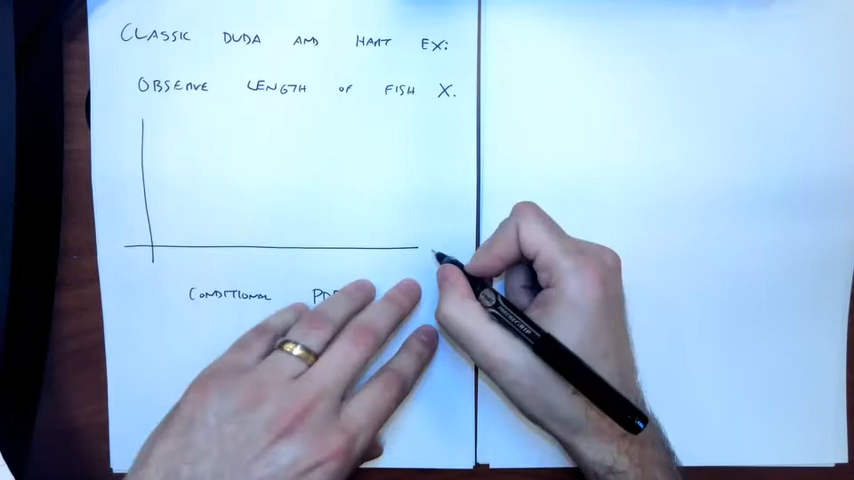 CLASSIC DUDA AND HART EX:
OBSERVE LENGTH OF FISH X.
CONDITIONAL